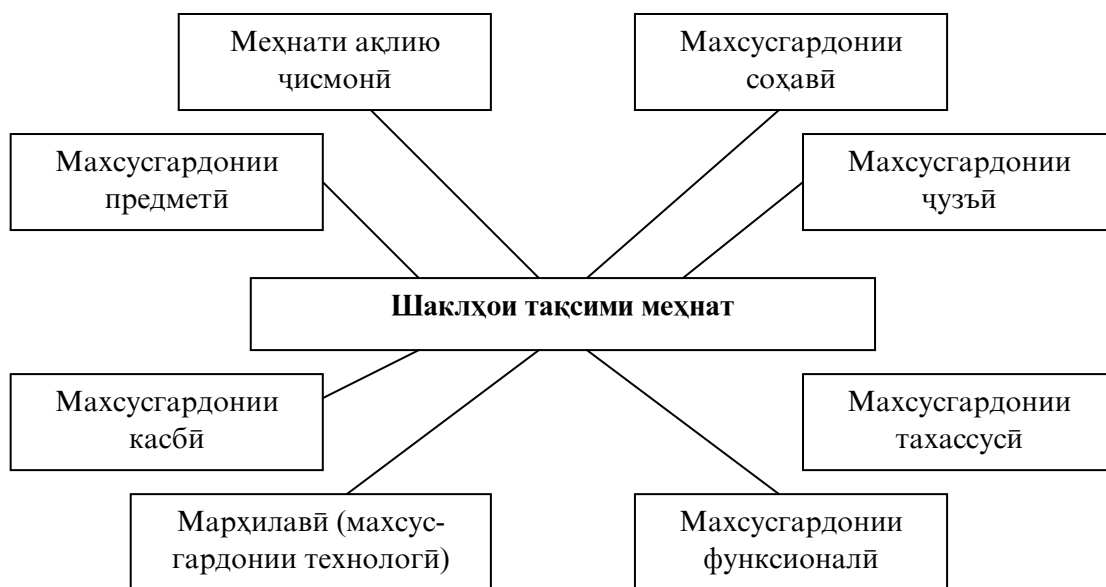 Меҳнати ақлию
ҷисмонӣ
Махсусгардонии
соҳавӣ
Махсусгардонии
предметӣ
Махсусгардонии
ҷузъӣ
Шаклҳои тақсими меҳнат
Махсусгардонии
касбӣ
Махсусгардонии
тахассусӣ
Марҳилавӣ (махсус-
гардонии технологӣ)
Махсусгардонии
функсионалӣ